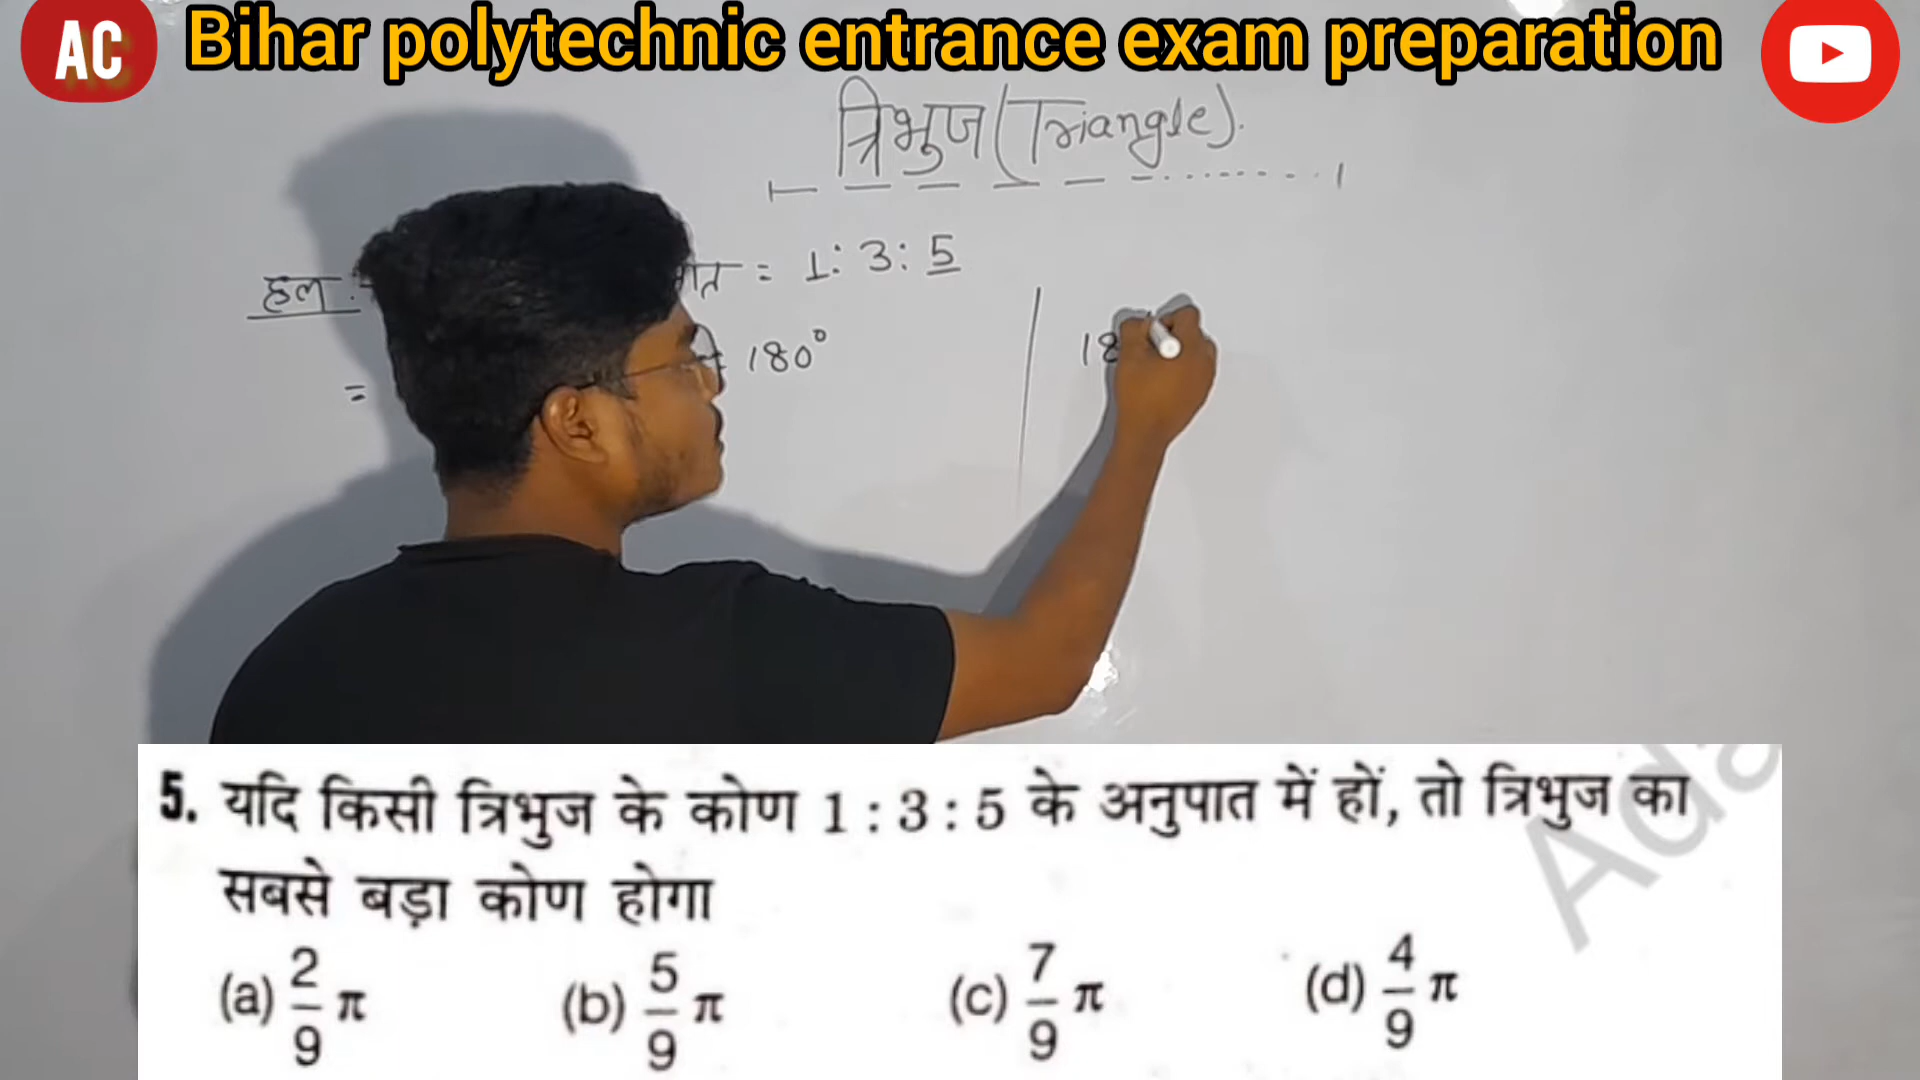 AC Bihar polytechnic entrance exam preparation
त्रिभुज (Triangle).
हल :- = 1 : 3 : 5
= 180°
=
5. यदि किसी त्रिभुज के कोण 1 : 3 : 5 के अनुपात में हों, तो त्रिभुज का
सबसे बड़ा कोण होगा
(a) 2/9 π (b) 5/9 π (c) 7/9 π (d) 4/9 π